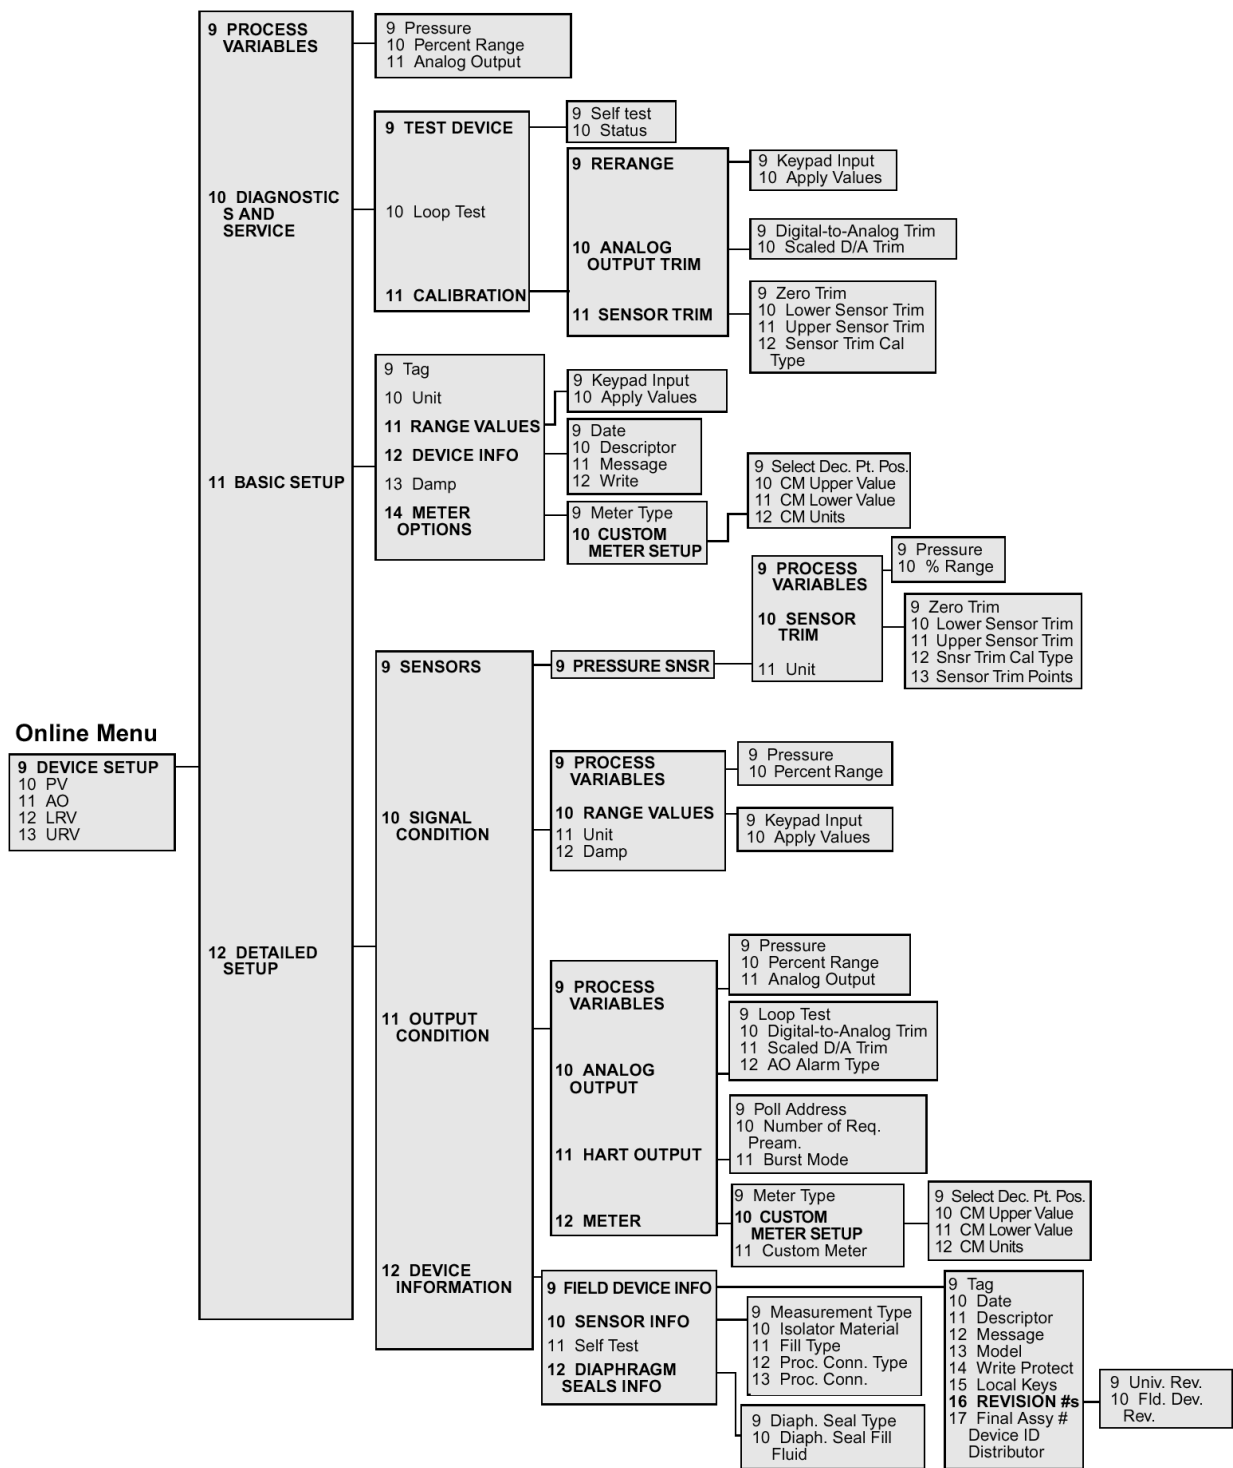 9 PROCESS
VARIABLES
9 Pressure
10 Percent Range
11 Analog Output
10 DIAGNOSTIC
S AND
SERVICE
9 TEST DEVICE
10 Loop Test
11 CALIBRATION
9 Self test
10 Status
9 RERANGE
10 ANALOG
OUTPUT TRIM
11 SENSOR TRIM
9 Keypad Input
10 Apply Values
9 Digital-to-Analog Trim
10 Scaled D/A Trim
9 Zero Trim
10 Lower Sensor Trim
11 Upper Sensor Trim
12 Sensor Trim Cal
Type
11 BASIC SETUP
9 Tag
10 Unit
11 RANGE VALUES
12 DEVICE INFO
13 Damp
14 METER
OPTIONS
9 Keypad Input
10 Apply Values
9 Date
10 Descriptor
11 Message
12 Write
9 Meter Type
10 CUSTOM
METER SETUP
9 Select Dec. Pt. Pos.
10 CM Upper Value
11 CM Lower Value
12 CM Units
Online Menu
9 DEVICE SETUP
10 PV
11 AO
12 LRV
13 URV
12 DETAILED
SETUP
9 SENSORS
10 SIGNAL
CONDITION
11 OUTPUT
CONDITION
12 DEVICE
INFORMATION
9 PRESSURE SNSR
9 PROCESS
VARIABLES
10 SENSOR
TRIM
11 Unit
9 Pressure
10 % Range
9 Zero Trim
10 Lower Sensor Trim
11 Upper Sensor Trim
12 Snsr Trim Cal Type
13 Sensor Trim Points
9 PROCESS
VARIABLES
10 RANGE VALUES
11 Unit
12 Damp
9 Pressure
10 Percent Range
9 Keypad Input
10 Apply Values
9 PROCESS
VARIABLES
10 ANALOG
OUTPUT
11 HART OUTPUT
12 METER
9 Pressure
10 Percent Range
11 Analog Output
9 Loop Test
10 Digital-to-Analog Trim
11 Scaled D/A Trim
12 AO Alarm Type
9 Poll Address
10 Number of Req.
Pream.
11 Burst Mode
9 Meter Type
10 CUSTOM
METER SETUP
11 Custom Meter
9 Select Dec. Pt. Pos.
10 CM Upper Value
11 CM Lower Value
12 CM Units
9 FIELD DEVICE INFO
10 SENSOR INFO
11 Self Test
12 DIAPHRAGM
SEALS INFO
9 Measurement Type
10 Isolator Material
11 Fill Type
12 Proc. Conn. Type
13 Proc. Conn.
9 Diaph. Seal Type
10 Diaph. Seal Fill
Fluid
9 Tag
10 Date
11 Descriptor
12 Message
13 Model
14 Write Protect
15 Local Keys
16 REVISION #s
17 Final Assy #
Device ID
Distributor
9 Univ. Rev.
10 Fld. Dev.
Rev.